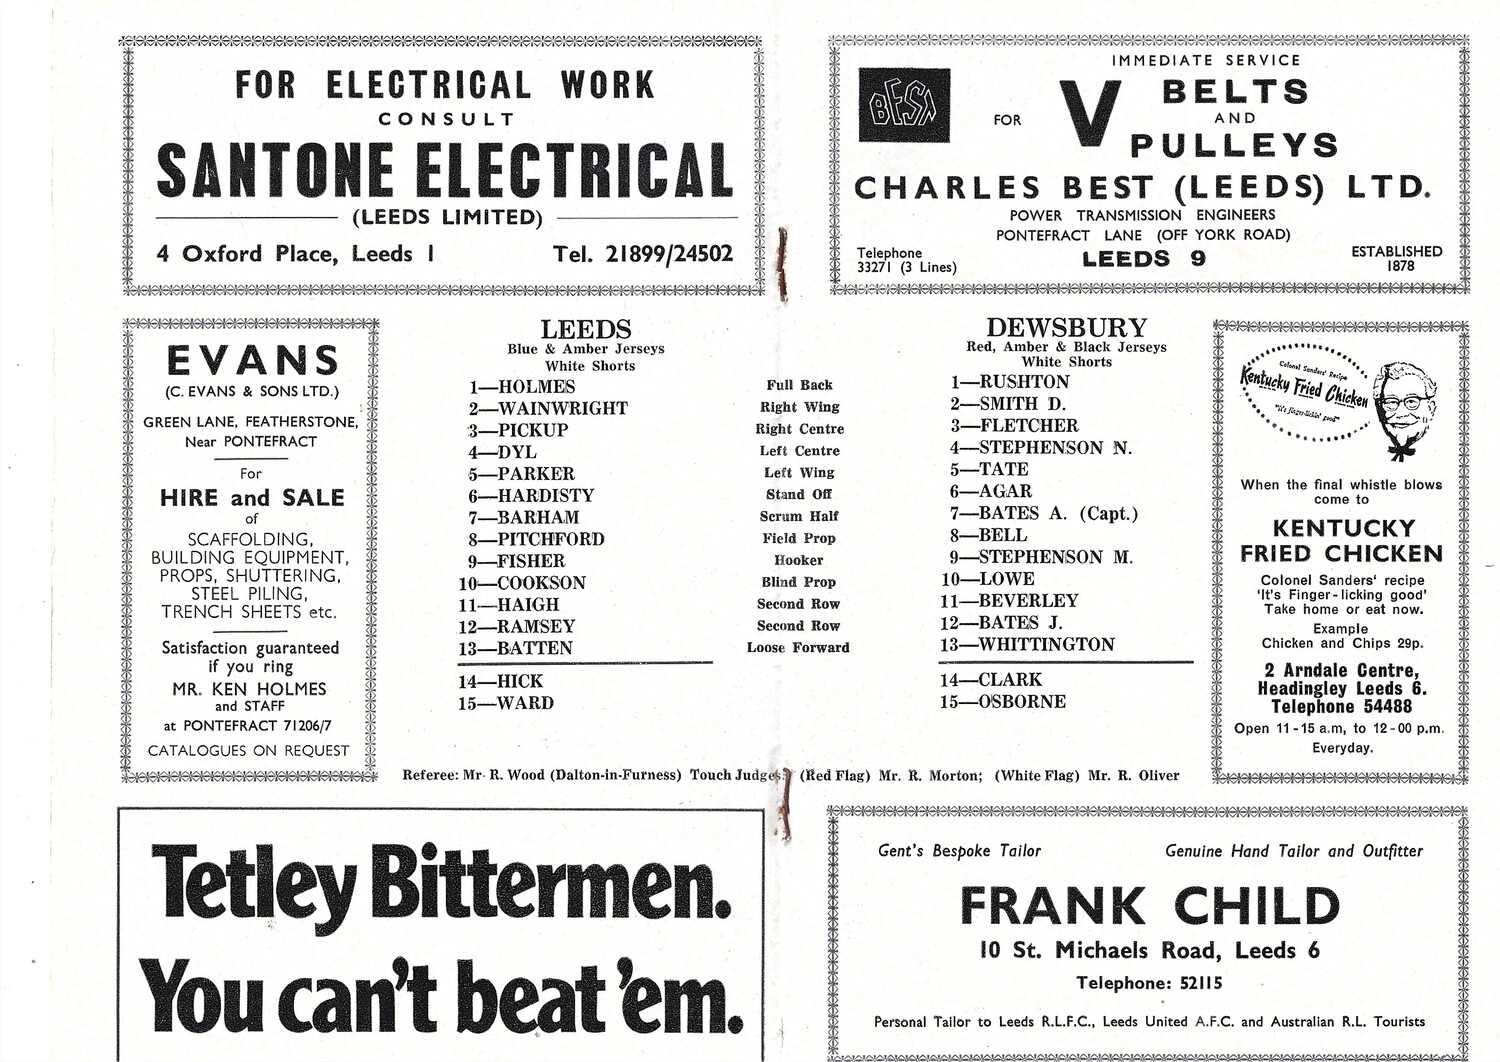 FOR ELECTRICAL WORK
CONSULT
SANTONE ELECTRICAL
(LEEDS LIMITED)
4 Oxford Place, Leeds 1 Tel. 21899/24502
IMMEDIATE SERVICE
BESA
FOR V BELTS
AND
PULLEYS
CHARLES BEST (LEEDS) LTD.
POWER TRANSMISSION ENGINEERS
PONTEFRACT LANE (OFF YORK ROAD)
Telephone
33271 (3 Lines)
LEEDS 9
ESTABLISHED
1878
EVANS
(C. EVANS & SONS LTD.)
GREEN LANE, FEATHERSTONE,
Near PONTEFRACT
For
HIRE and SALE
of
SCAFFOLDING,
BUILDING EQUIPMENT,
PROPS, SHUTTERING,
STEEL PILING,
TRENCH SHEETS etc.
Satisfaction guaranteed
if you ring
MR. KEN HOLMES
and STAFF
at PONTEFRACT 71206/7
CATALOGUES ON REQUEST
LEEDS
Blue & Amber Jerseys
White Shorts
1—HOLMES
2—WAINWRIGHT
3—PICKUP
4—DYL
5—PARKER
6—HARDISTY
7—BARHAM
8—PITCHFORD
9—FISHER
10—COOKSON
11—HAIGH
12—RAMSEY
13—BATTEN
14—HICK
15—WARD
Full Back
Right Wing
Right Centre
Left Centre
Left Wing
Stand Off
Scrum Half
Field Prop
Hooker
Blind Prop
Second Row
Second Row
Loose Forward
DEWSBURY
Red, Amber & Black Jerseys
White Shorts
1—RUSHTON
2—SMITH D.
3—FLETCHER
4—STEPHENSON N.
5—TATE
6—AGAR
7—BATES A. (Capt.)
8—BELL
9—STEPHENSON M.
10—LOWE
11—BEVERLEY
12—BATES J.
13—WHITTINGTON
14—CLARK
15—OSBORNE
Referee: Mr. R. Wood (Dalton-in-Furness) Touch Judges: (Red Flag) Mr. R. Morton; (White Flag) Mr. R. Oliver
Colonel Sanders' Recipe
Kentucky Fried Chicken
"It's finger-lickin' good"
When the final whistle blows
come to
KENTUCKY
FRIED CHICKEN
Colonel Sanders' recipe
'It's Finger-licking good'
Take home or eat now.
Example
Chicken and Chips 29p.
2 Arndale Centre,
Headingley Leeds 6.
Telephone 54488
Open 11-15 a.m, to 12-00 p.m.
Everyday.
Tetley Bittermen.
You can't beat 'em.
Gent's Bespoke Tailor Genuine Hand Tailor and Outfitter
FRANK CHILD
10 St. Michaels Road, Leeds 6
Telephone: 52115
Personal Tailor to Leeds R.L.F.C., Leeds United A.F.C. and Australian R.L. Tourists